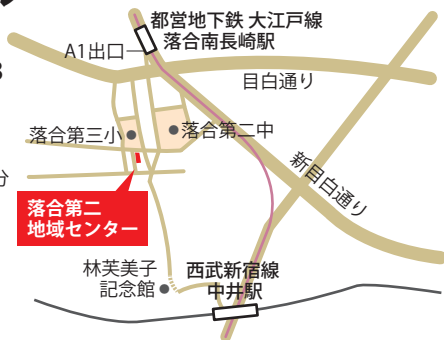 都営地下鉄 大江戸線
落合南長崎駅
A1出口
目白通り
落合第三小
落合第二中
分
新目白通り
落合第二
地域センター
林芙美子
記念館
西武新宿線
中井駅